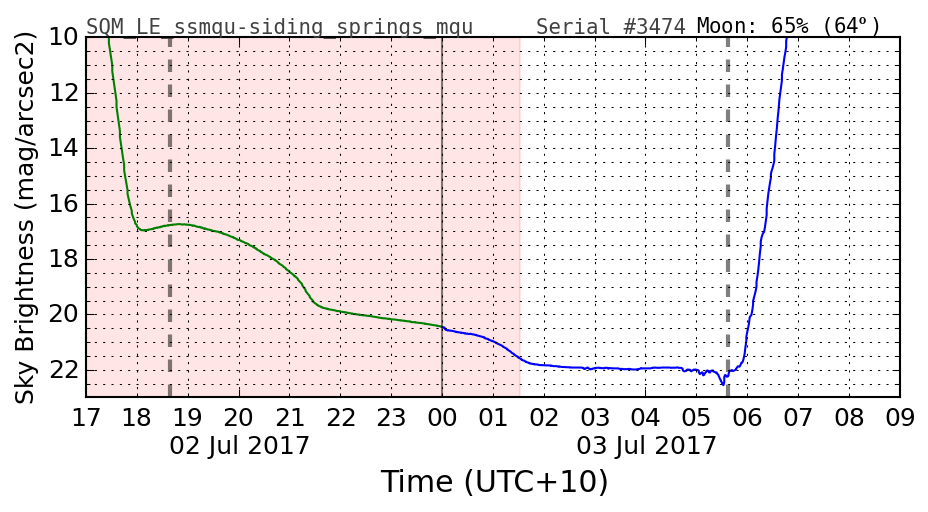 SQM_LE_ssmqu-siding_springs_mqu Serial #3474 Moon: 65% (64°)
Sky Brightness (mag/arcsec2)
10
12
14
16
18
20
22
17 18 19 20 21 22 23 00 01 02 03 04 05 06 07 08 09
02 Jul 2017 03 Jul 2017
Time (UTC+10)